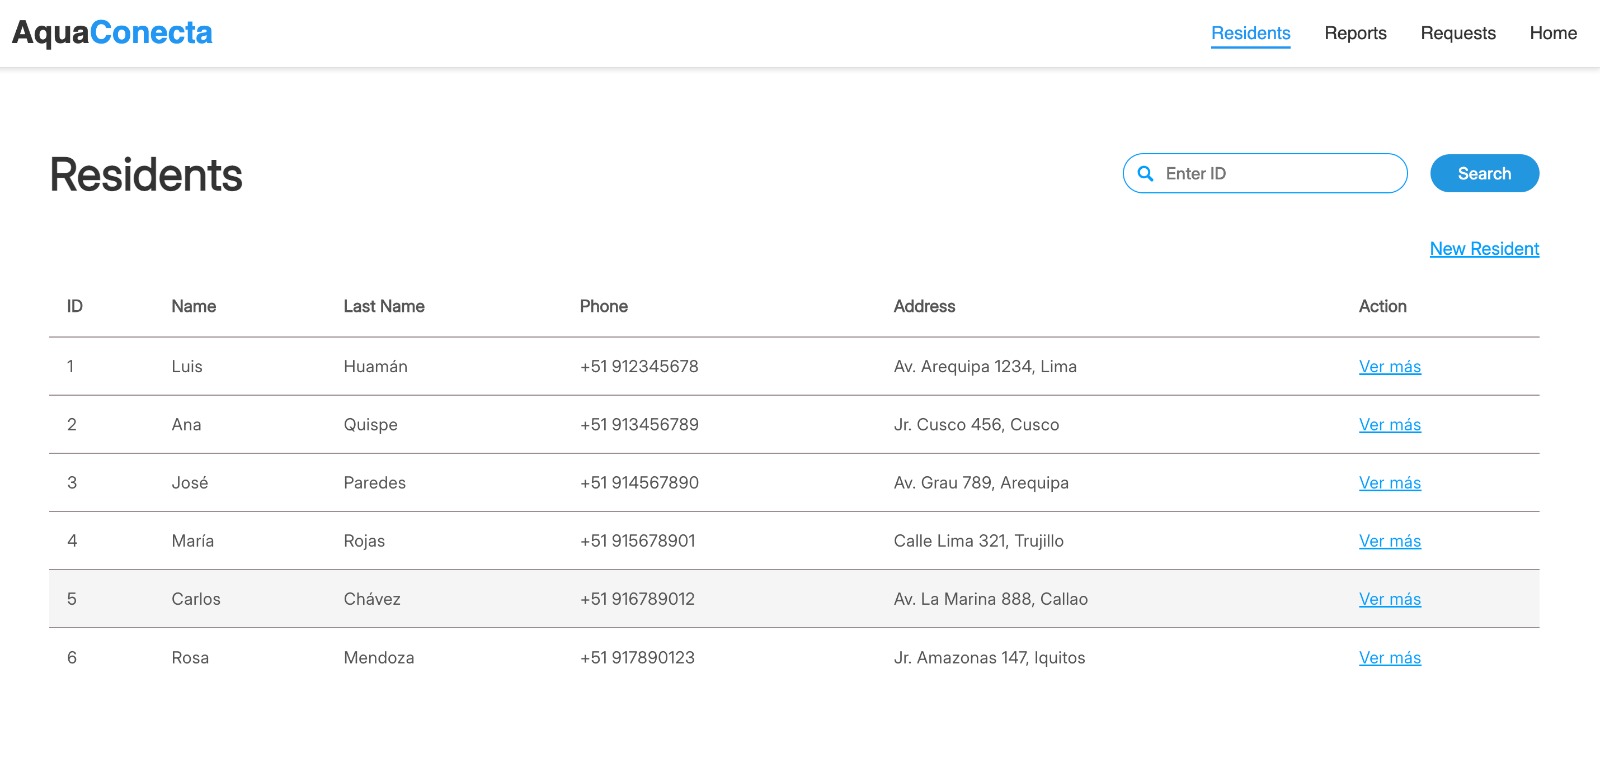 AquaConecta Residents Reports Requests Home
Residents Enter ID Search
New Resident
ID Name Last Name Phone Address Action
1 Luis Huamán +51 912345678 Av. Arequipa 1234, Lima Ver más
2 Ana Quispe +51 913456789 Jr. Cusco 456, Cusco Ver más
3 José Paredes +51 914567890 Av. Grau 789, Arequipa Ver más
4 María Rojas +51 915678901 Calle Lima 321, Trujillo Ver más
5 Carlos Chávez +51 916789012 Av. La Marina 888, Callao Ver más
6 Rosa Mendoza +51 917890123 Jr. Amazonas 147, Iquitos Ver más